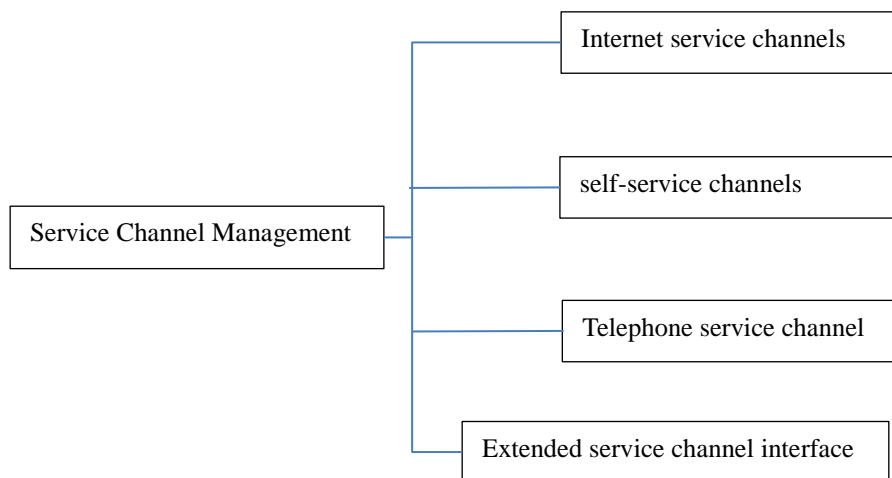 Internet service channels
self-service channels
Service Channel Management
Telephone service channel
Extended service channel interface